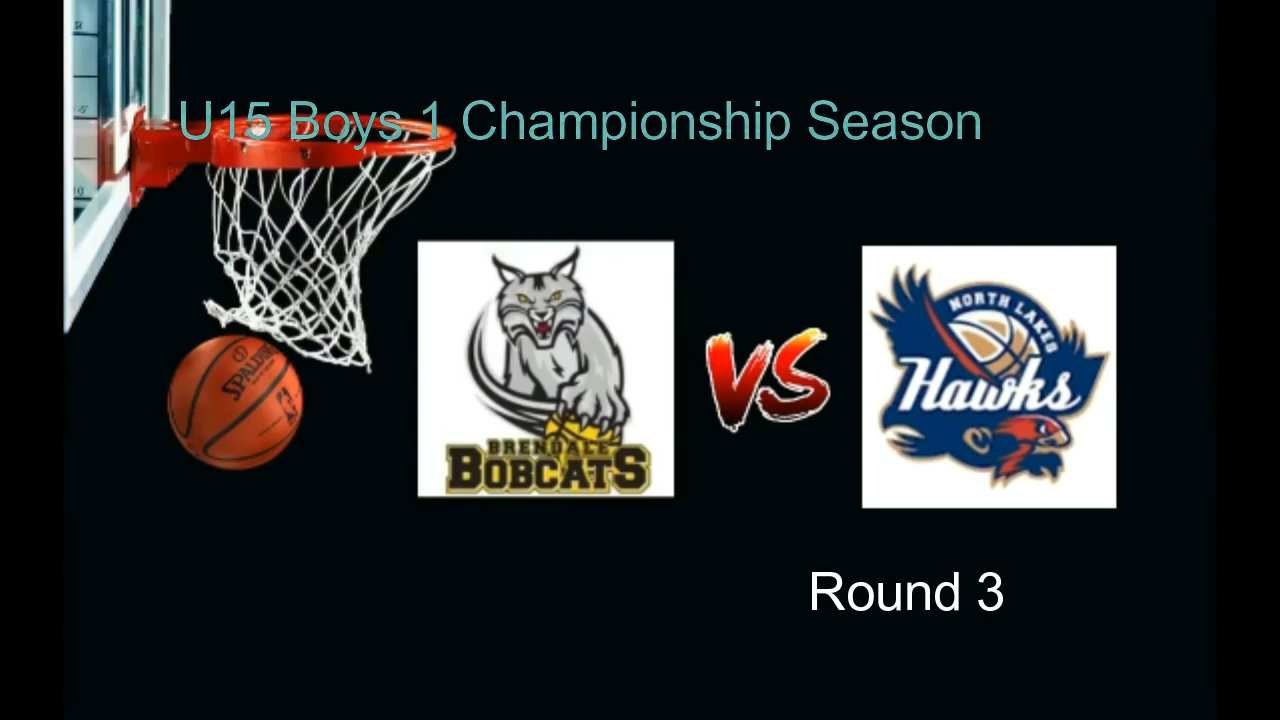 U15 Boys 1 Championship Season
SPALDING
BRENDALE
BOBCATS
VS
NORTH LAKES
Hawks
Round 3